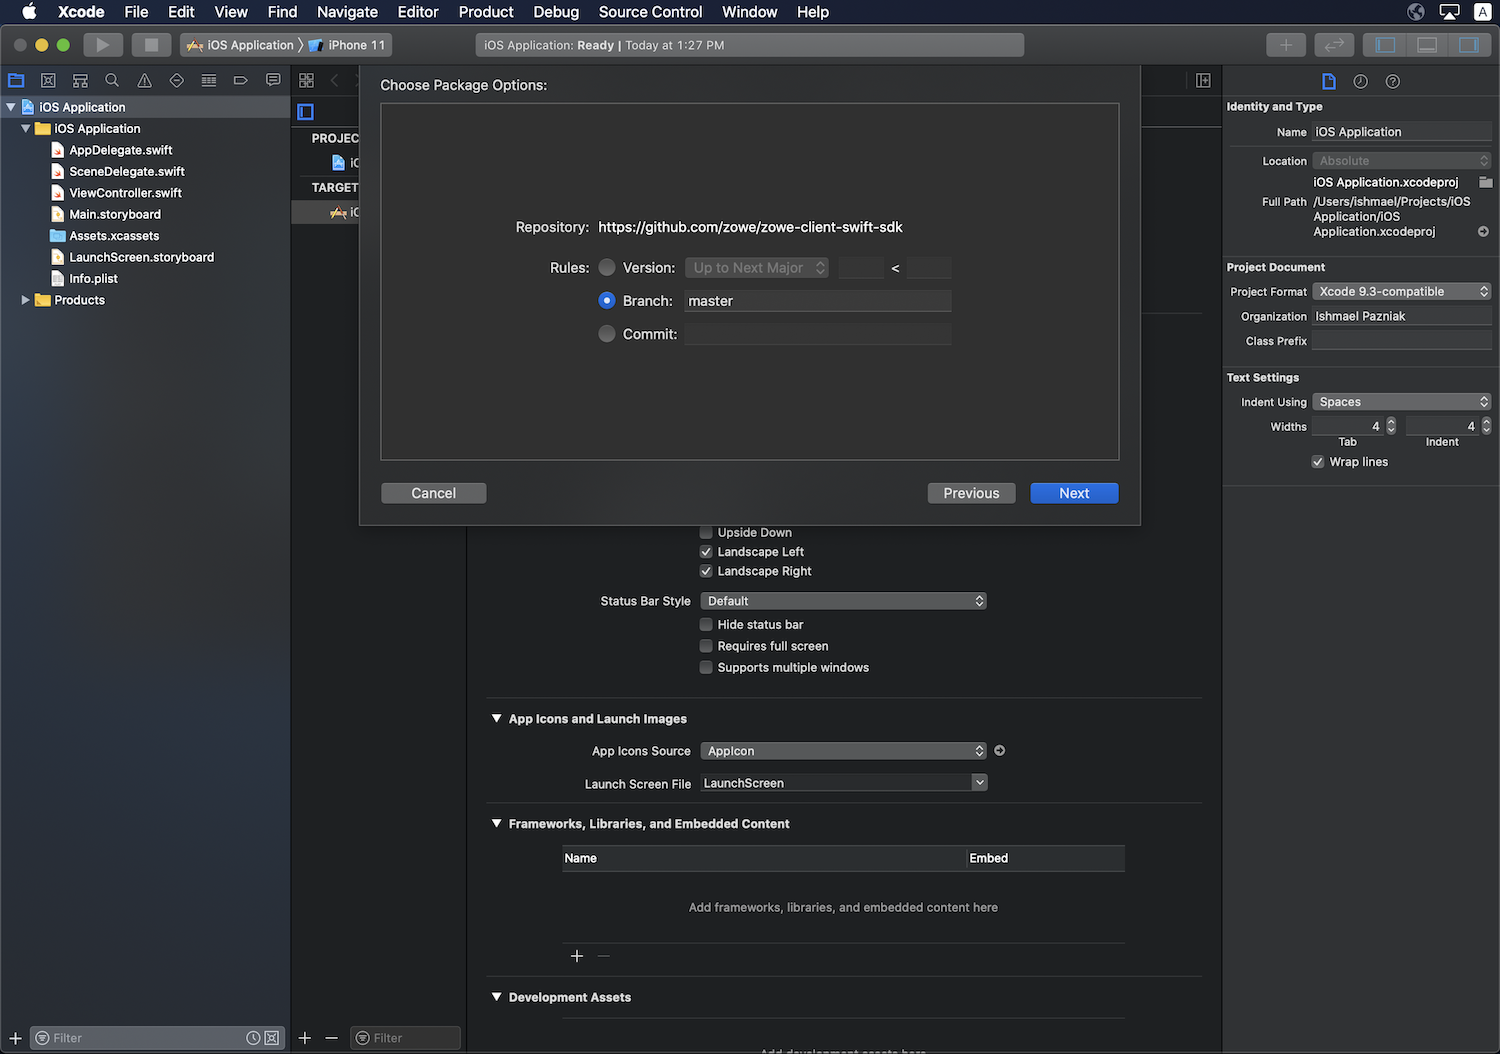 Xcode File Edit View Find Navigate Editor Product Debug Source Control Window Help
A
iOS Application iPhone 11
iOS Application: Ready | Today at 1:27 PM
iOS Application
iOS Application
AppDelegate.swift
SceneDelegate.swift
ViewController.swift
Main.storyboard
Assets.xcassets
LaunchScreen.storyboard
Info.plist
Products
Filter
PROJEC
iC
TARGET
iC
Filter
Choose Package Options:
Repository: https://github.com/zowe/zowe-client-swift-sdk
Rules: Version: Up to Next Major <
Branch: master
Commit:
Cancel Previous Next
Upside Down
Landscape Left
Landscape Right
Status Bar Style Default
Hide status bar
Requires full screen
Supports multiple windows
App Icons and Launch Images
App Icons Source AppIcon
Launch Screen File LaunchScreen
Frameworks, Libraries, and Embedded Content
Name Embed
Add frameworks, libraries, and embedded content here
Development Assets
Add development assets here
Identity and Type
Name iOS Application
Location Absolute
iOS Application.xcodeproj
Full Path /Users/ishmael/Projects/iOS
Application/iOS
Application.xcodeproj
Project Document
Project Format Xcode 9.3-compatible
Organization Ishmael Pazniak
Class Prefix
Text Settings
Indent Using Spaces
Widths 4 4
Tab Indent
Wrap lines